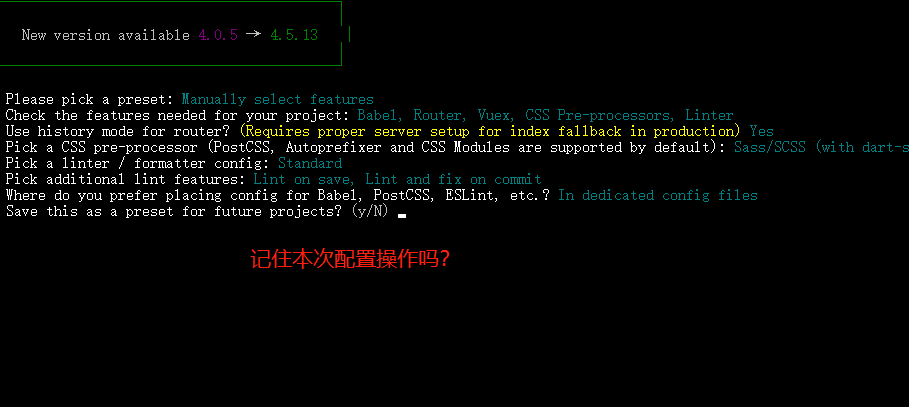 New version available 4.0.5 → 4.5.13
Please pick a preset: Manually select features
Check the features needed for your project: Babel, Router, Vuex, CSS Pre-processors, Linter
Use history mode for router? (Requires proper server setup for index fallback in production) Yes
Pick a CSS pre-processor (PostCSS, Autoprefixer and CSS Modules are supported by default): Sass/SCSS (with dart-s
Pick a linter / formatter config: Standard
Pick additional lint features: Lint on save, Lint and fix on commit
Where do you prefer placing config for Babel, PostCSS, ESLint, etc.? In dedicated config files
Save this as a preset for future projects? (y/N)
记住本次配置操作吗？